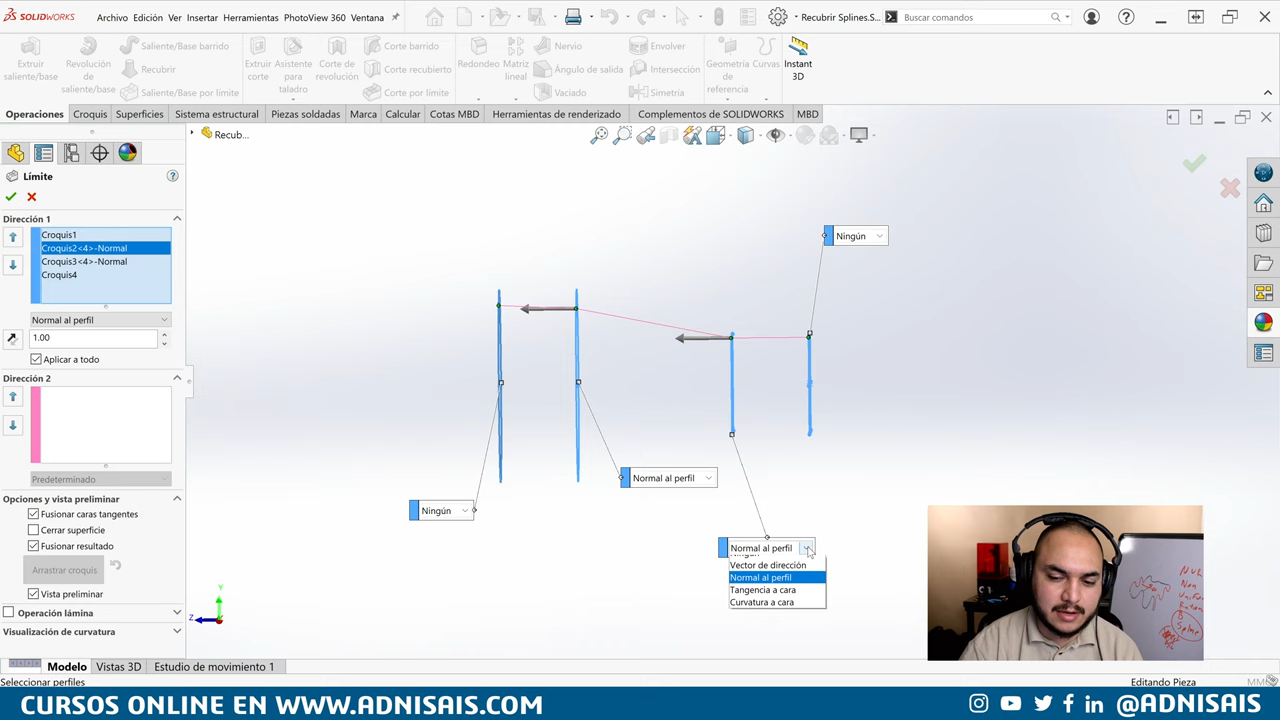 SOLIDWORKS
Archivo Edición Ver Insertar Herramientas PhotoView 360 Ventana
Recubrir Splines.S...
Buscar comandos
Extruir saliente/base
Revolución de saliente/base
Saliente/Base barrido
Recubrir
Saliente/Base por límite
Extruir corte
Asistente para taladro
Corte de revolución
Corte barrido
Corte recubierto
Corte por límite
Redondeo
Matriz lineal
Nervio
Ángulo de salida
Vaciado
Envolver
Intersección
Simetría
Geometría de referencia
Curvas
Instant 3D
Operaciones Croquis Superficies Sistema estructural Piezas soldadas Marca Calcular Cotas MBD Herramientas de renderizado Complementos de SOLIDWORKS MBD
Recub...
Límite
Dirección 1
Croquis1
Croquis2<4>-Normal
Croquis3<4>-Normal
Croquis4
Normal al perfil
1.00
Aplicar a todo
Dirección 2
Predeterminado
Opciones y vista preliminar
Fusionar caras tangentes
Cerrar superficie
Fusionar resultado
Arrastrar croquis
Vista preliminar
Operación lámina
Visualización de curvatura
Ningún
Normal al perfil
Ningún
Normal al perfil
Ningún
Vector de dirección
Normal al perfil
Tangencia a cara
Curvatura a cara
Y
Z
Modelo Vistas 3D Estudio de movimiento 1
Seleccionar perfiles
Editando Pieza
CURSOS ONLINE EN WWW.ADNISAIS.COM
@ADNISAIS